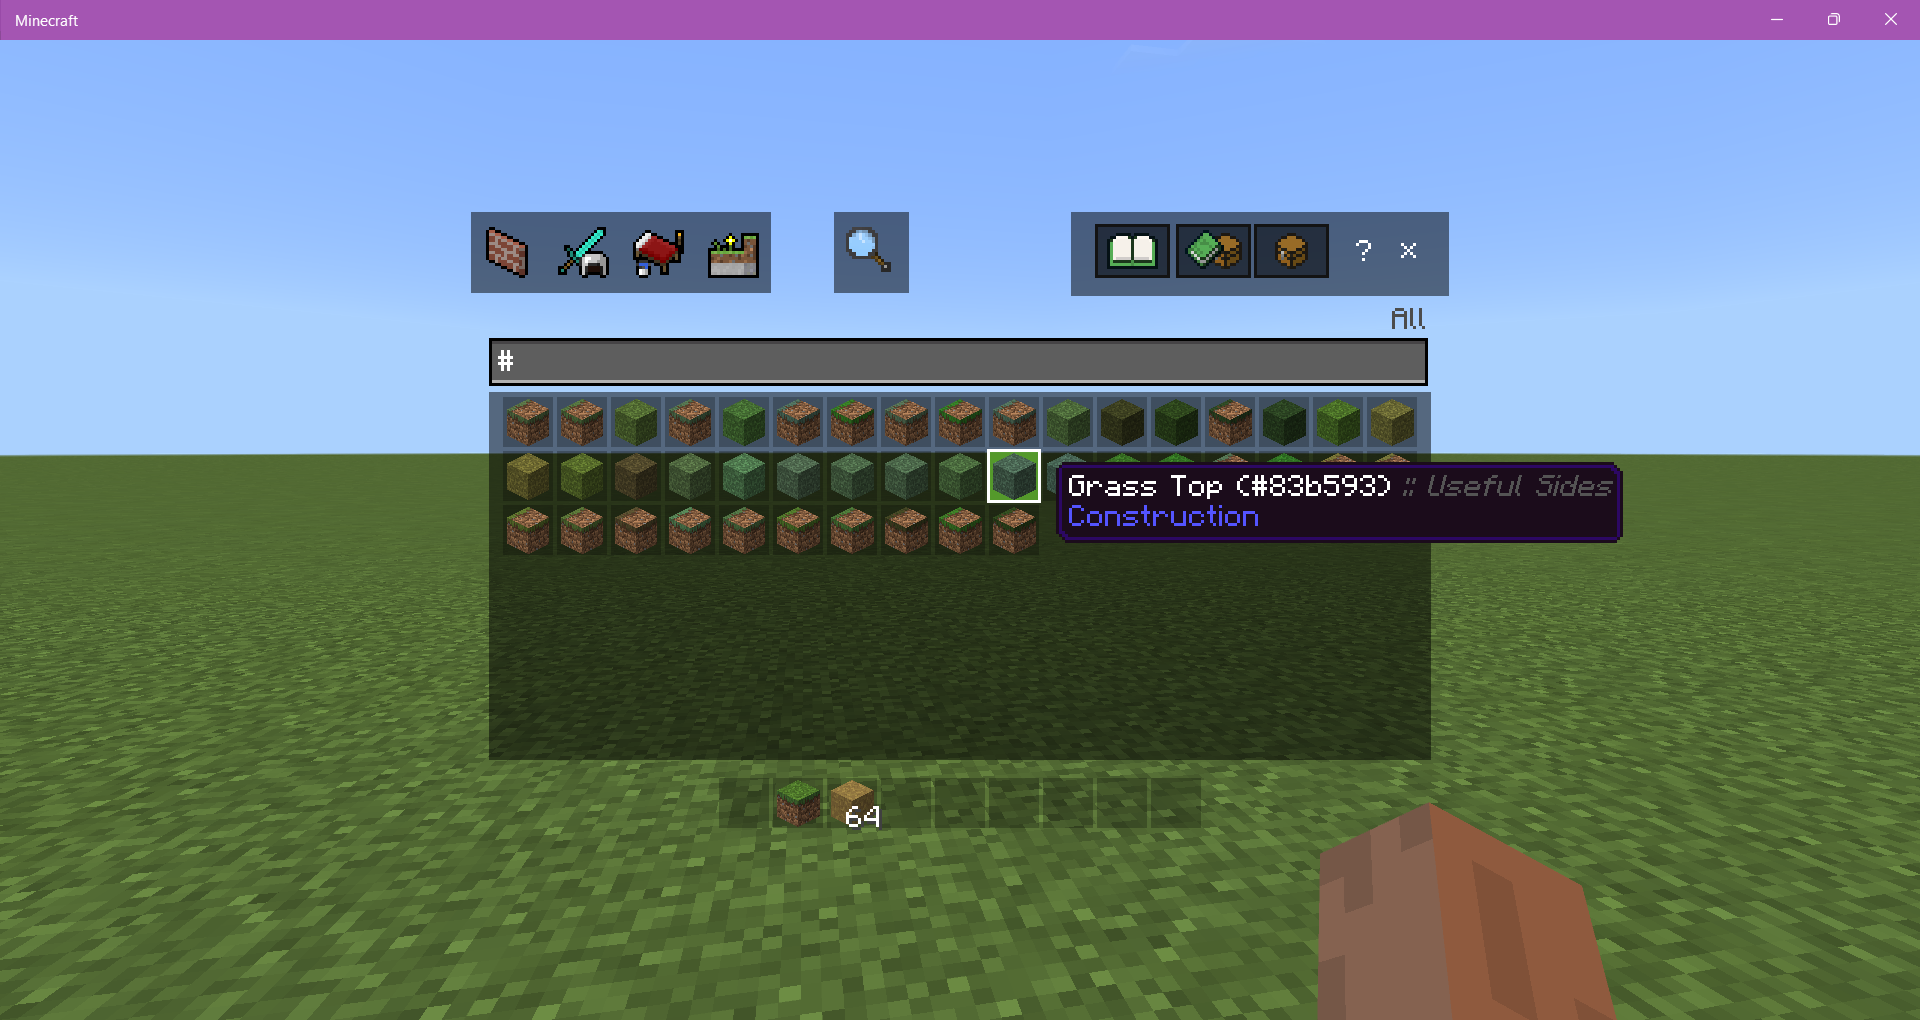 Minecraft
? ×
All
#
Grass Top (#83b593) :: Useful Sides
Construction
64